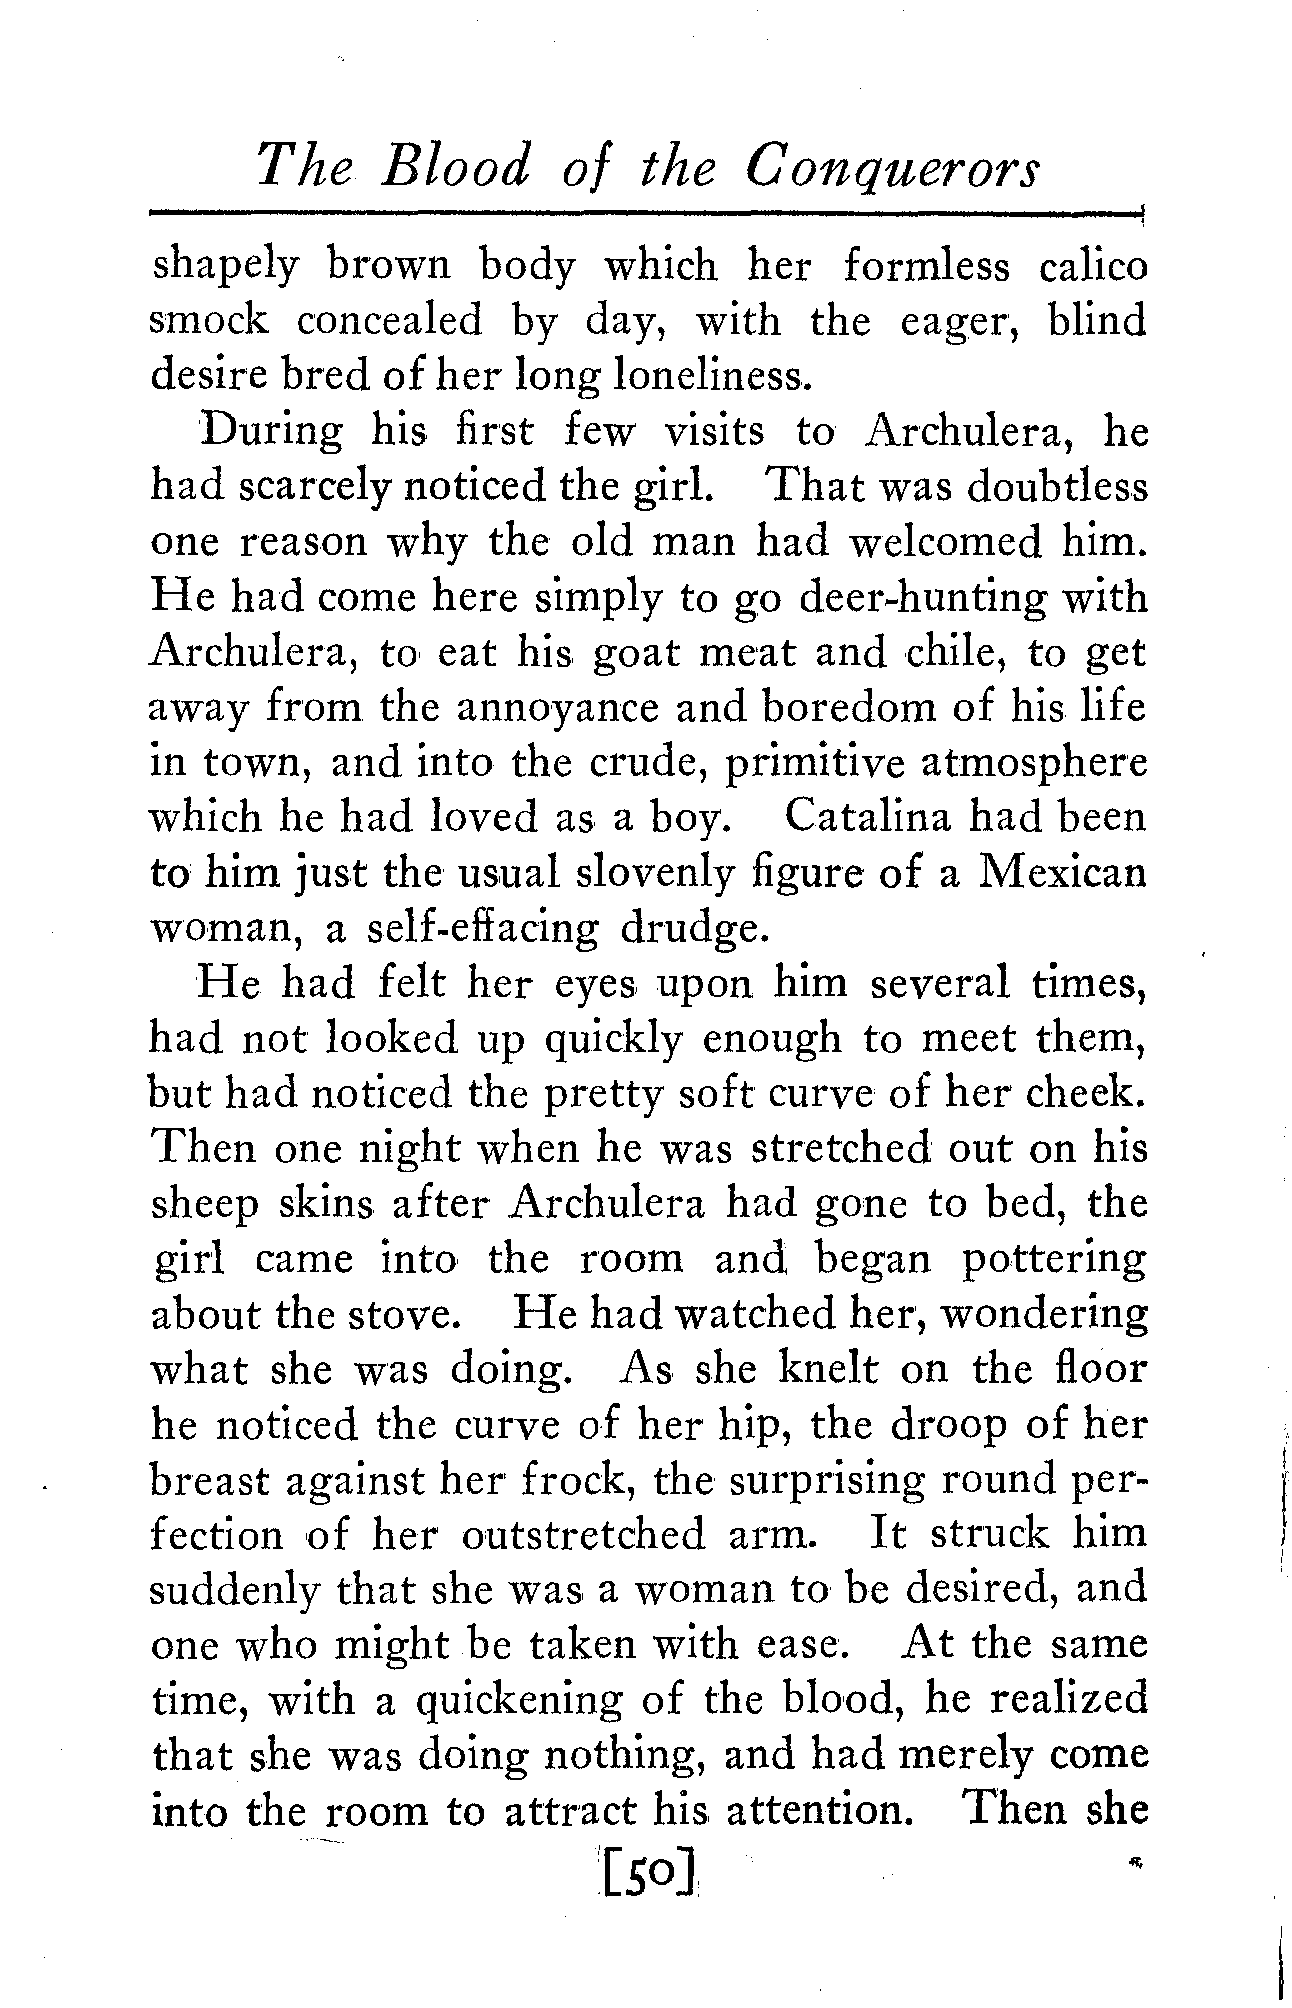 The Blood of the Conquerors
shapely brown body which her formless calico
smock concealed by day, with the eager, blind
desire bred of her long loneliness.
During his first few visits to Archulera, he
had scarcely noticed the girl. That was doubtless
one reason why the old man had welcomed him.
He had come here simply to go deer-hunting with
Archulera, to eat his goat meat and chile, to get
away from the annoyance and boredom of his life
in town, and into the crude, primitive atmosphere
which he had loved as a boy. Catalina had been
to him just the usual slovenly figure of a Mexican
woman, a self-effacing drudge.
He had felt her eyes upon him several times,
had not looked up quickly enough to meet them,
but had noticed the pretty soft curve of her cheek.
Then one night when he was stretched out on his
sheep skins after Archulera had gone to bed, the
girl came into the room and began pottering
about the stove. He had watched her, wondering
what she was doing. As she knelt on the floor
he noticed the curve of her hip, the droop of her
breast against her frock, the surprising round per-
fection of her outstretched arm. It struck him
suddenly that she was a woman to be desired, and
one who might be taken with ease. At the same
time, with a quickening of the blood, he realized
that she was doing nothing, and had merely come
into the room to attract his attention. Then she
[50]